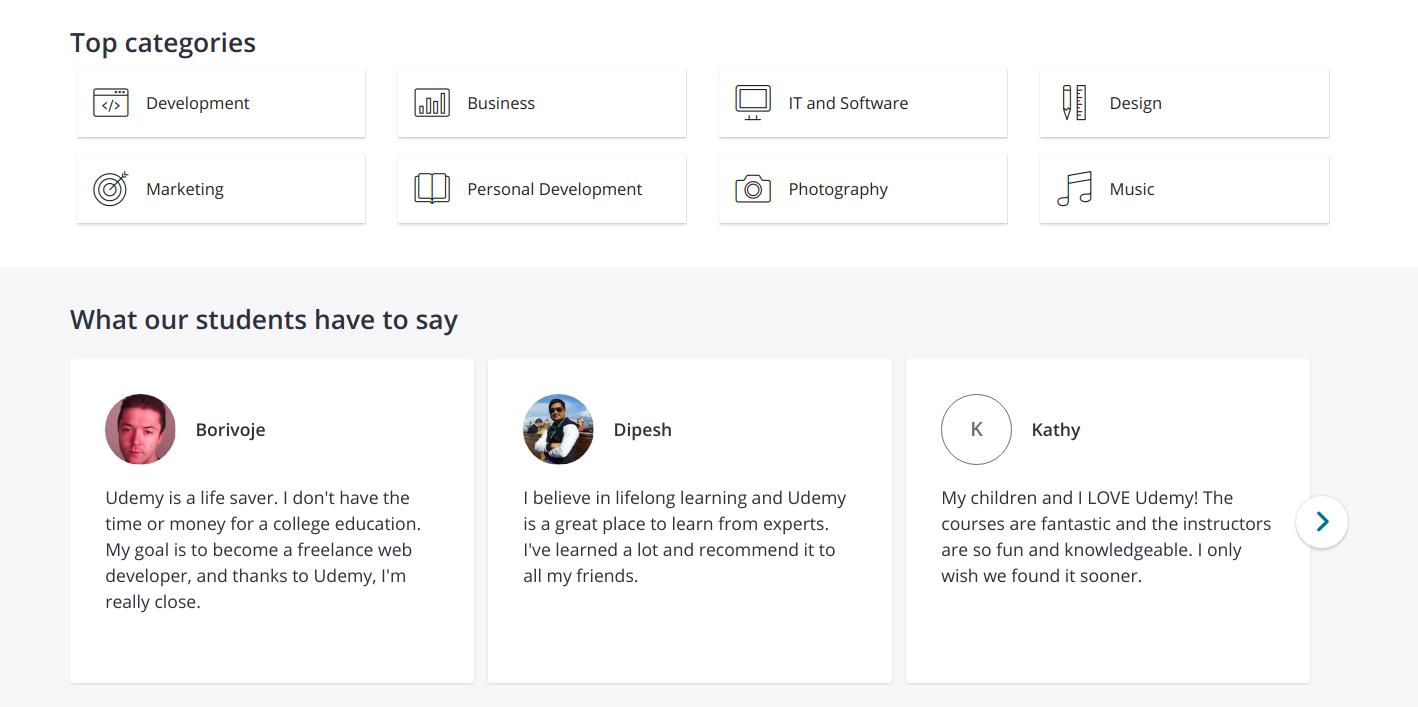 Top categories
Development
Business
IT and Software
Design
Marketing
Personal Development
Photography
Music
What our students have to say
Borivoje
Udemy is a life saver. I don't have the
time or money for a college education.
My goal is to become a freelance web
developer, and thanks to Udemy, I'm
really close.
Dipesh
I believe in lifelong learning and Udemy
is a great place to learn from experts.
I've learned a lot and recommend it to
all my friends.
K
Kathy
My children and I LOVE Udemy! The
courses are fantastic and the instructors
are so fun and knowledgeable. I only
wish we found it sooner.